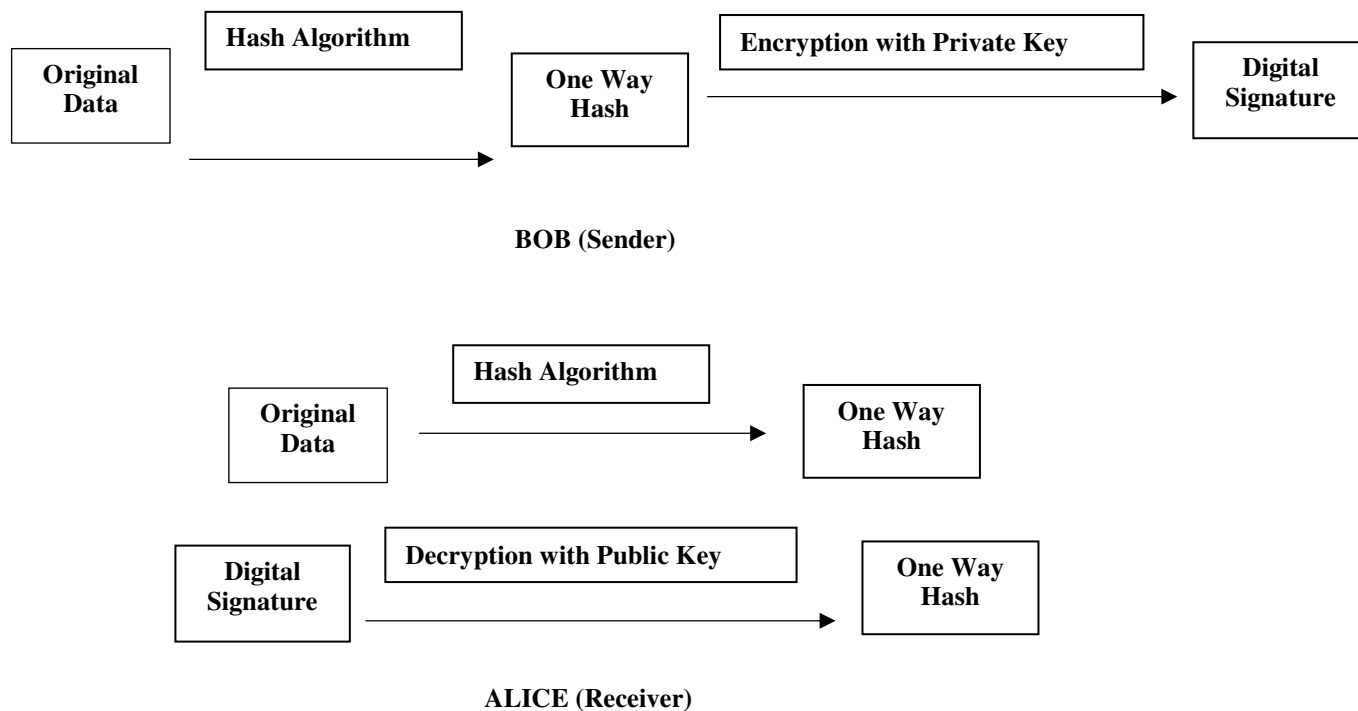 Hash Algorithm
Encryption with Private Key
Original
Data
One Way
Hash
Digital
Signature
BOB (Sender)
Hash Algorithm
Original
Data
One Way
Hash
Decryption with Public Key
Digital
Signature
One Way
Hash
ALICE (Receiver)